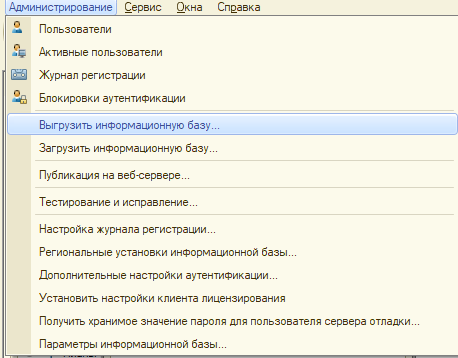 Администрирование Сервис Окна Справка
Пользователи
Активные пользователи
Журнал регистрации
Блокировки аутентификации
Выгрузить информационную базу...
Загрузить информационную базу...
Публикация на веб-сервере...
Тестирование и исправление...
Настройка журнала регистрации...
Региональные установки информационной базы...
Дополнительные настройки аутентификации...
Установить настройки клиента лицензирования
Получить хранимое значение пароля для пользователя сервера отладки...
Параметры информационной базы...